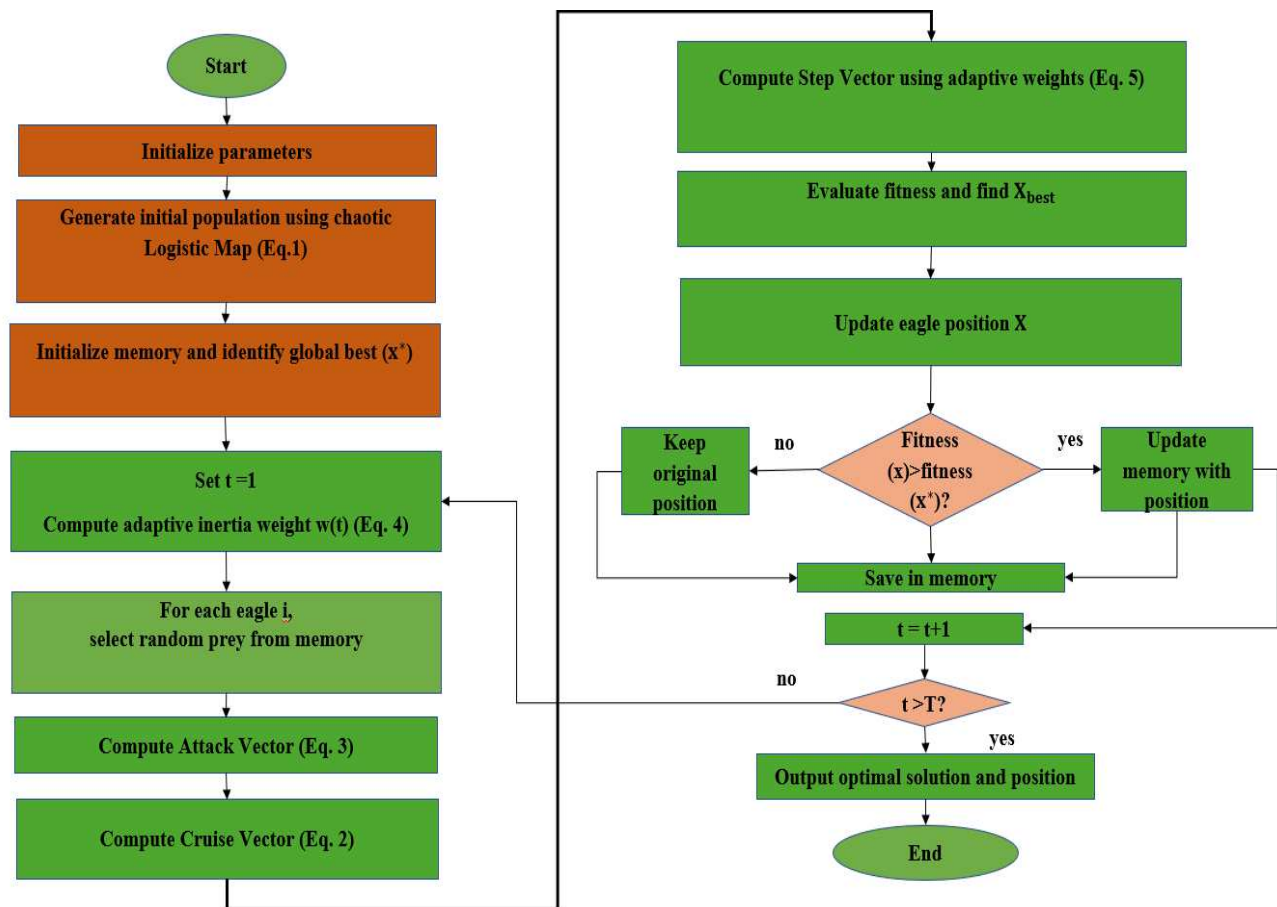 Start
Initialize parameters
Generate initial population using chaotic
Logistic Map (Eq.1)
Initialize memory and identify global best (x*)
Set t =1
Compute adaptive inertia weight w(t) (Eq. 4)
For each eagle i,
select random prey from memory
Compute Attack Vector (Eq. 3)
Compute Cruise Vector (Eq. 2)
Compute Step Vector using adaptive weights (Eq. 5)
Evaluate fitness and find Xbest
Update eagle position X
Keep
original
position
no
Fitness
(x)>fitness
(x*)?
yes
Update
memory with
position
Save in memory
t = t+1
no
t >T?
yes
Output optimal solution and position
End